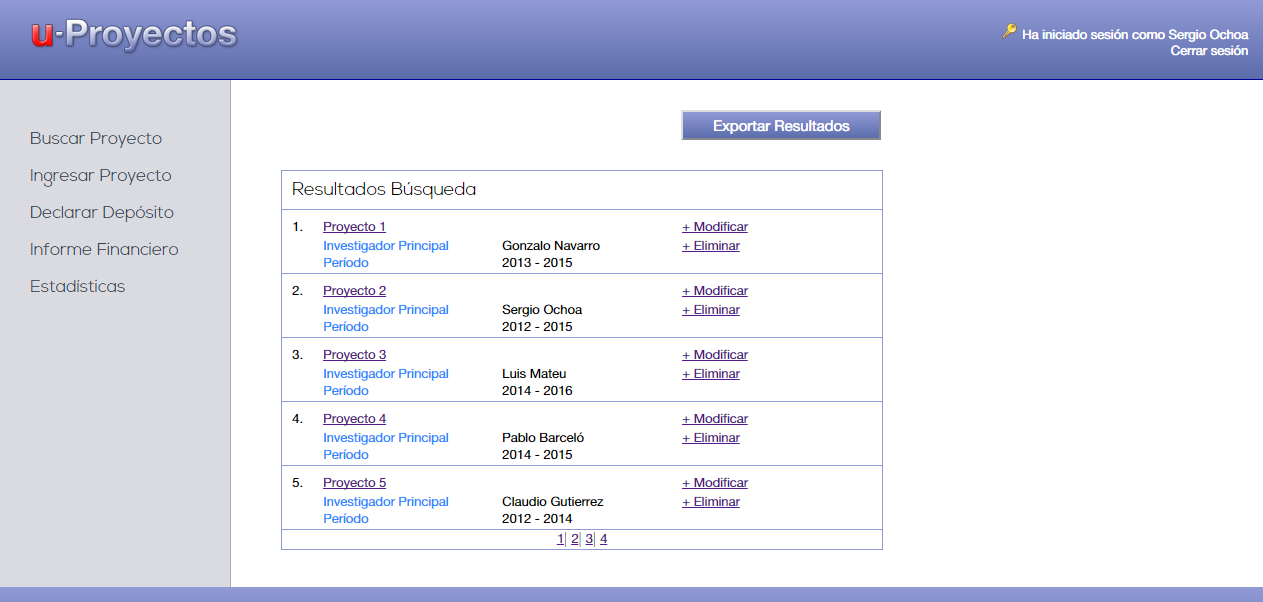 u-Proyectos
Ha iniciado sesión como Sergio Ochoa
Cerrar sesión
Buscar Proyecto
Ingresar Proyecto
Declarar Depósito
Informe Financiero
Estadísticas
Exportar Resultados
Resultados Búsqueda
1. Proyecto 1 + Modificar
Investigador Principal Gonzalo Navarro + Eliminar
Período 2013 - 2015
2. Proyecto 2 + Modificar
Investigador Principal Sergio Ochoa + Eliminar
Período 2012 - 2015
3. Proyecto 3 + Modificar
Investigador Principal Luis Mateu + Eliminar
Período 2014 - 2016
4. Proyecto 4 + Modificar
Investigador Principal Pablo Barceló + Eliminar
Período 2014 - 2015
5. Proyecto 5 + Modificar
Investigador Principal Claudio Gutierrez + Eliminar
Período 2012 - 2014
1| 2| 3| 4